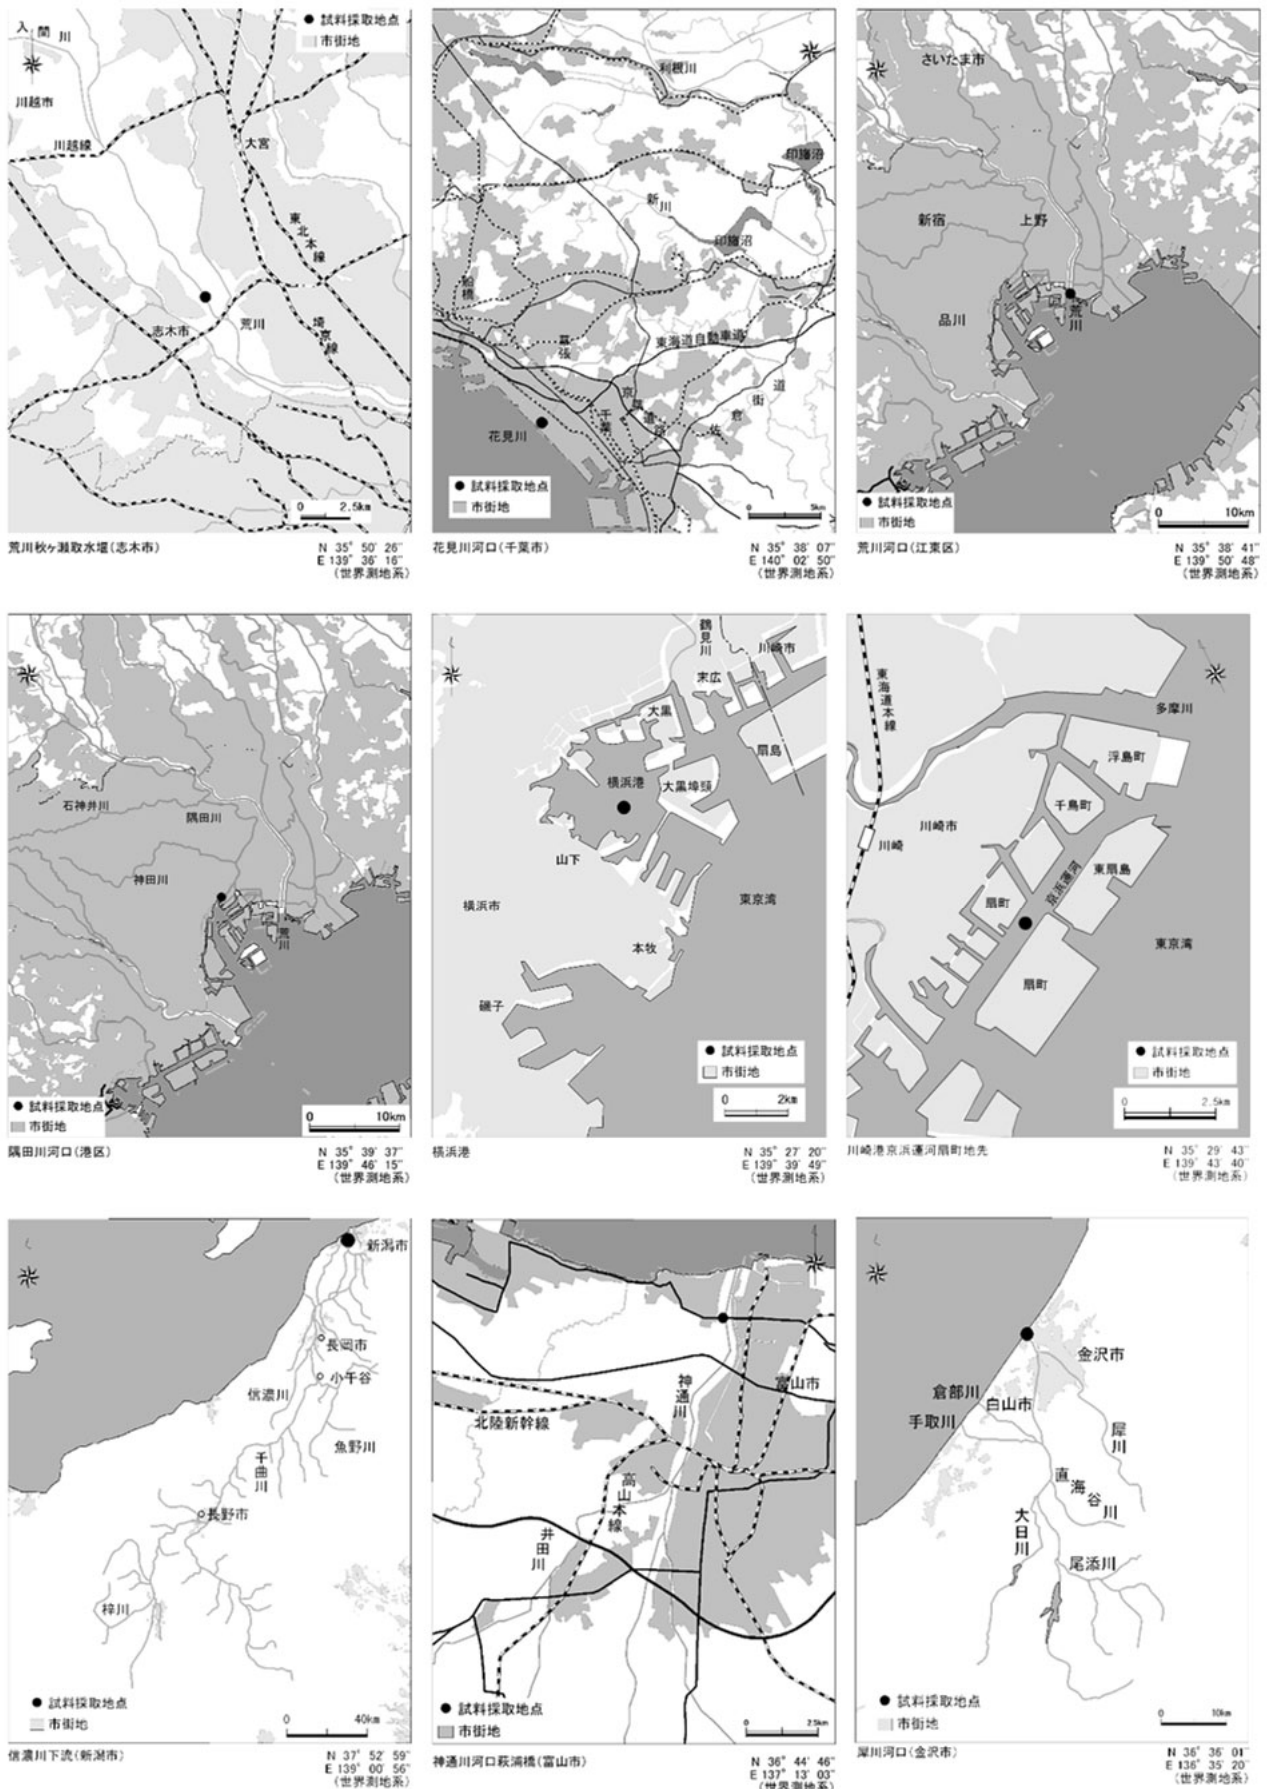 ● 試料採取地点
市街地
入間川
川越市
川越線
大宮
東北本線
埼京線
志木市
荒川
0 2.5km
荒川秋ヶ瀬取水堰(志木市)
N 35° 50′ 26″
E 139° 36′ 16″
(世界測地系)
利根川
印旛沼
新川
印旛沼
船橋
幕張
東海道自動車道
京葉道路
千葉
佐倉街道
花見川
● 試料採取地点
市街地
0 5km
花見川河口(千葉市)
N 35° 38′ 07″
E 140° 02′ 50″
(世界測地系)
さいたま市
新宿
上野
品川
荒川
● 試料採取地点
市街地
0 10km
荒川河口(江東区)
N 35° 38′ 41″
E 139° 50′ 48″
(世界測地系)
石神井川
隅田川
神田川
荒川
● 試料採取地点
市街地
0 10km
隅田川河口(港区)
N 35° 39′ 37″
E 139° 46′ 15″
(世界測地系)
鶴見川
川崎市
末広
大黒
扇島
横浜港
大黒埠頭
山下
横浜市
東京湾
本牧
磯子
● 試料採取地点
市街地
0 2km
横浜港
N 35° 27′ 20″
E 139° 39′ 49″
(世界測地系)
東海道本線
多摩川
浮島町
千鳥町
川崎市
川崎
京浜運河
東扇島
扇町
東京湾
扇町
● 試料採取地点
市街地
0 2.5km
川崎港京浜運河扇町地先
N 35° 29′ 43″
E 139° 43′ 40″
(世界測地系)
新潟市
長岡市
小千谷
信濃川
魚野川
千曲川
長野市
梓川
● 試料採取地点
市街地
0 40km
信濃川下流(新潟市)
N 37° 52′ 59″
E 139° 00′ 56″
(世界測地系)
神通川
富山市
北陸新幹線
高山本線
井田川
● 試料採取地点
市街地
0 2.5km
神通川河口萩浦橋(富山市)
N 36° 44′ 46″
E 137° 13′ 03″
(世界測地系)
金沢市
倉部川
白山市
手取川
犀川
直海谷川
大日川
尾添川
● 試料採取地点
市街地
0 10km
犀川河口(金沢市)
N 36° 36′ 01″
E 136° 35′ 20″
(世界測地系)